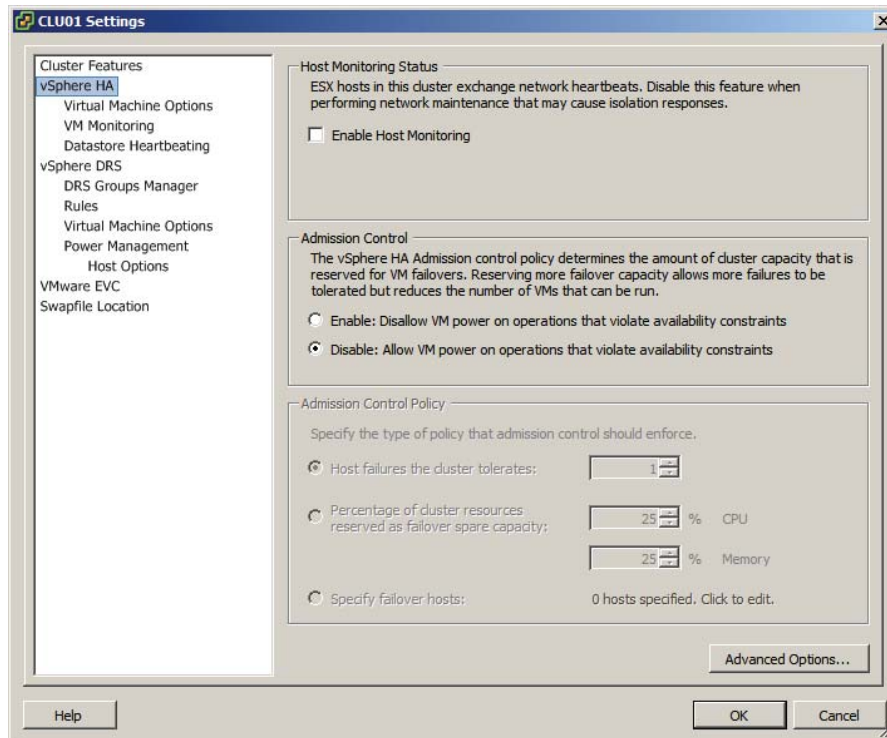 CLU01 Settings
Cluster Features
vSphere HA
Virtual Machine Options
VM Monitoring
Datastore Heartbeating
vSphere DRS
DRS Groups Manager
Rules
Virtual Machine Options
Power Management
Host Options
VMware EVC
Swapfile Location
Host Monitoring Status
ESX hosts in this cluster exchange network heartbeats. Disable this feature when
performing network maintenance that may cause isolation responses.
Enable Host Monitoring
Admission Control
The vSphere HA Admission control policy determines the amount of cluster capacity that is
reserved for VM failovers. Reserving more failover capacity allows more failures to be
tolerated but reduces the number of VMs that can be run.
Enable: Disallow VM power on operations that violate availability constraints
Disable: Allow VM power on operations that violate availability constraints
Admission Control Policy
Specify the type of policy that admission control should enforce.
Host failures the cluster tolerates: 1
Percentage of cluster resources
reserved as failover spare capacity: 25 % CPU
25 % Memory
Specify failover hosts: 0 hosts specified. Click to edit.
Advanced Options...
Help OK Cancel